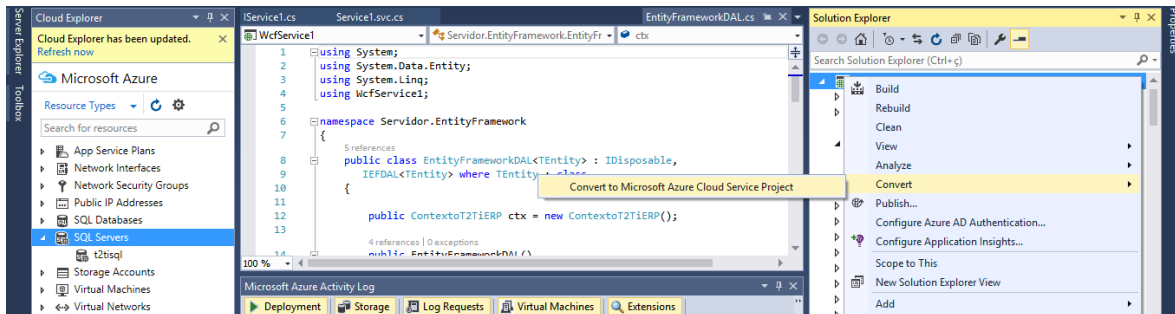 Server Explorer
Toolbox
Cloud Explorer
Cloud Explorer has been updated.
Refresh now
Microsoft Azure
Resource Types
Search for resources
App Service Plans
Network Interfaces
Network Security Groups
Public IP Addresses
SQL Databases
SQL Servers
t2tisql
Storage Accounts
Virtual Machines
Virtual Networks
IService1.cs
Service1.svc.cs
EntityFrameworkDAL.cs
WcfService1
Servidor.EntityFramework.EntityFr
ctx
1 using System;
2 using System.Data.Entity;
3 using System.Linq;
4 using WcfService1;
5
6 namespace Servidor.EntityFramework
7 {
5 references
8 public class EntityFrameworkDAL<TEntity> : IDisposable,
9 IEFDAL<TEntity> where TEntity : class
10 {
11
12 public ContextoT2TiERP ctx = new ContextoT2TiERP();
13
4 references | 0 exceptions
14 public EntityFrameworkDAL()
100 %
Convert to Microsoft Azure Cloud Service Project
Microsoft Azure Activity Log
Deployment
Storage
Log Requests
Virtual Machines
Extensions
Solution Explorer
Search Solution Explorer (Ctrl+ç)
Build
Rebuild
Clean
View
Analyze
Convert
Publish...
Configure Azure AD Authentication...
Configure Application Insights...
Scope to This
New Solution Explorer View
Add
Properties